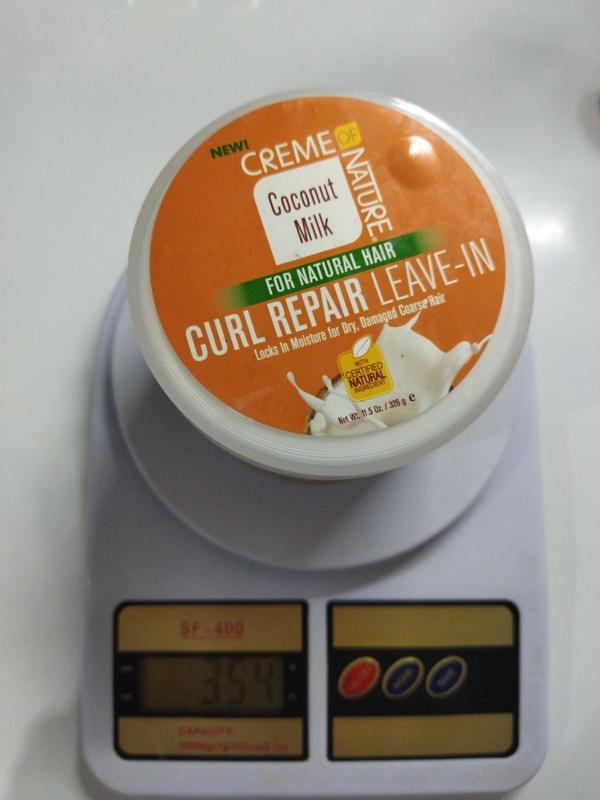 NEW!
CREME OF
NATURE.
Coconut
Milk
FOR NATURAL HAIR
CURL REPAIR LEAVE-IN
Locks In Moisture for Dry, Damaged Coarse Hair
WITH
CERTIFIED
NATURAL
INGREDIENT
Net Wt. 11.5 Oz. / 326 g e
SF-400
354
CAPACITY: